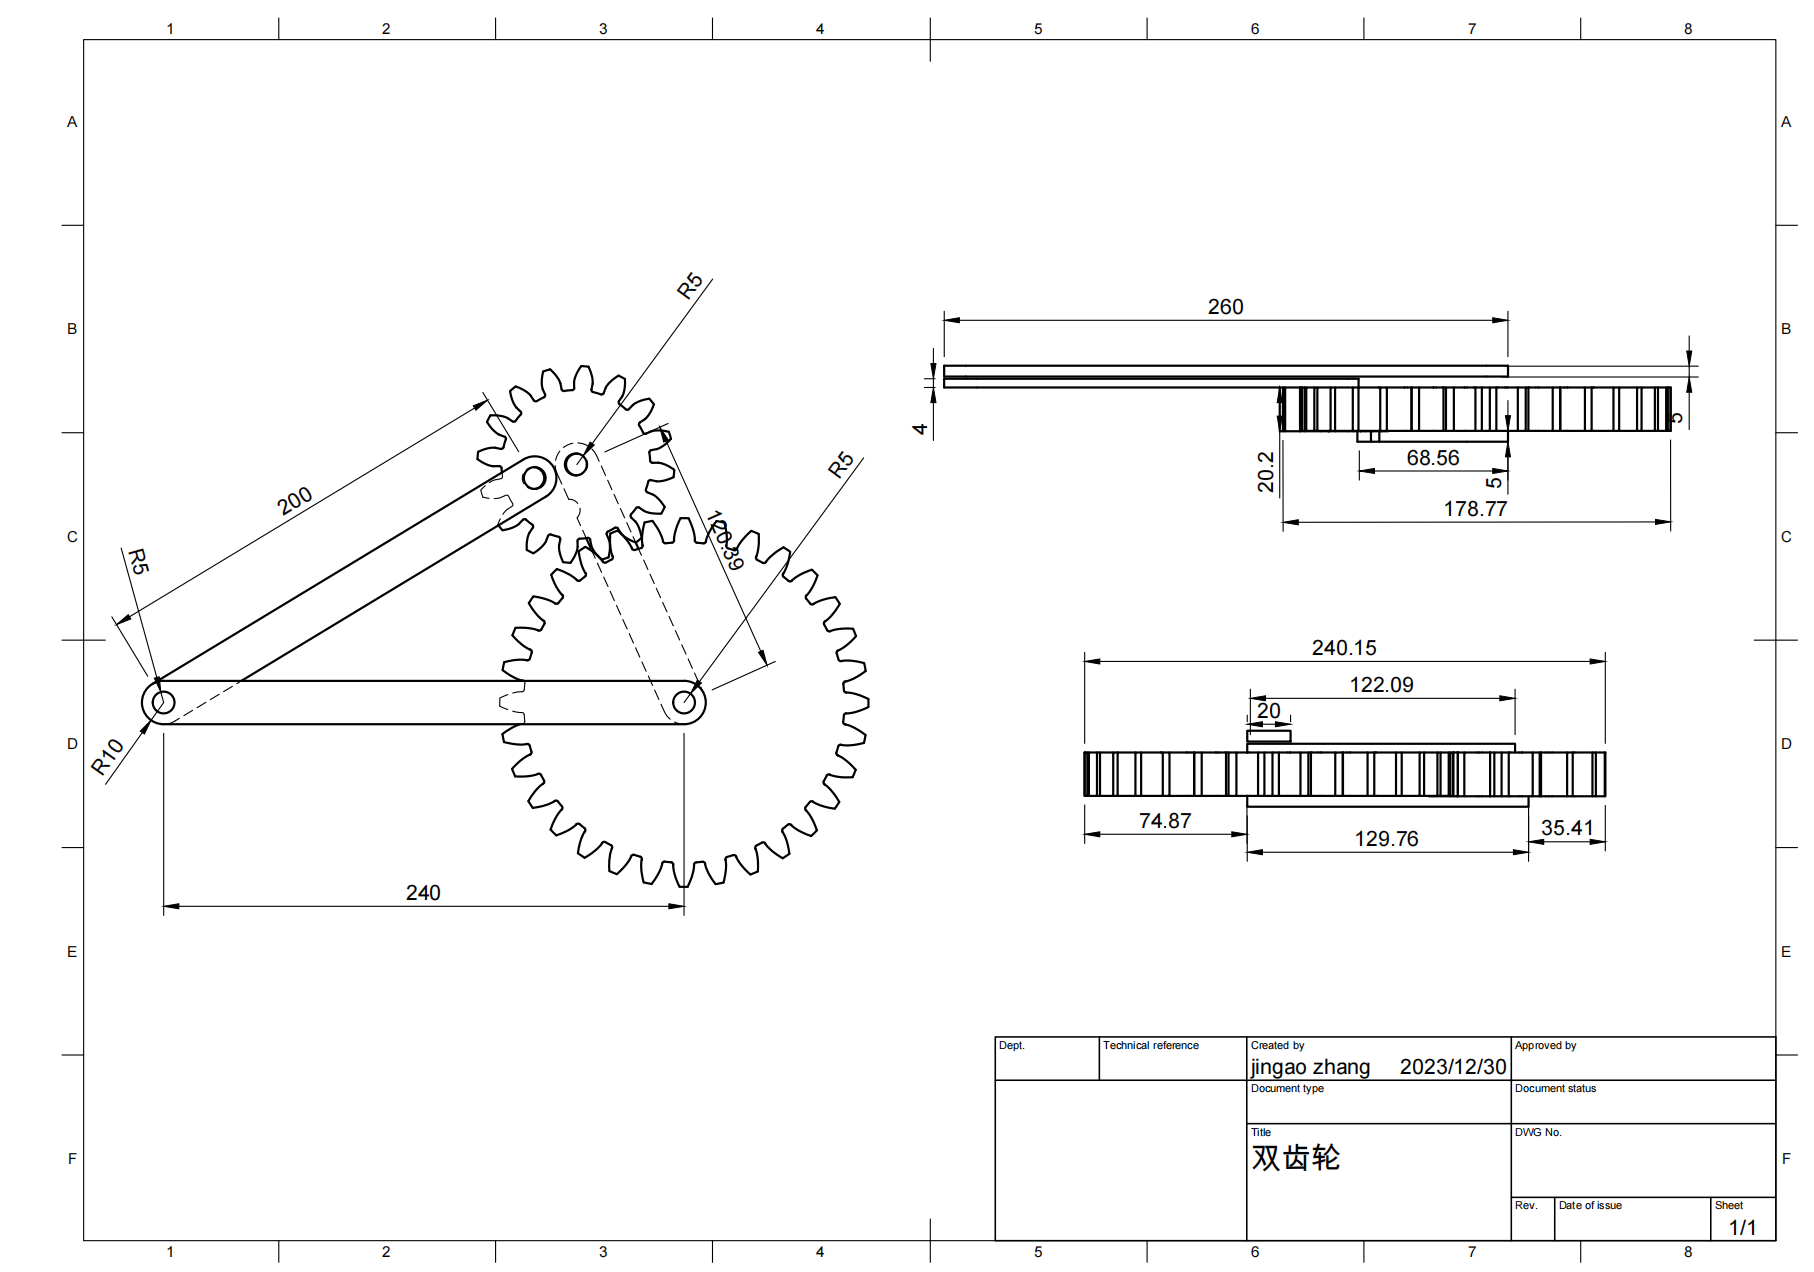 1 2 3 4 5 6 7 8
A A
B B
C C
D D
E E
F F
R5
R5
200
120.39
R5
R10
240
260
4
5
20.2
68.56
5
178.77
240.15
122.09
20
74.87
129.76
35.41
Dept.
Technical reference
Created by
jingao zhang 2023/12/30
Approved by
Document type
Document status
Title
双齿轮
DWG No.
Rev.
Date of issue
Sheet
1/1
1 2 3 4 5 6 7 8